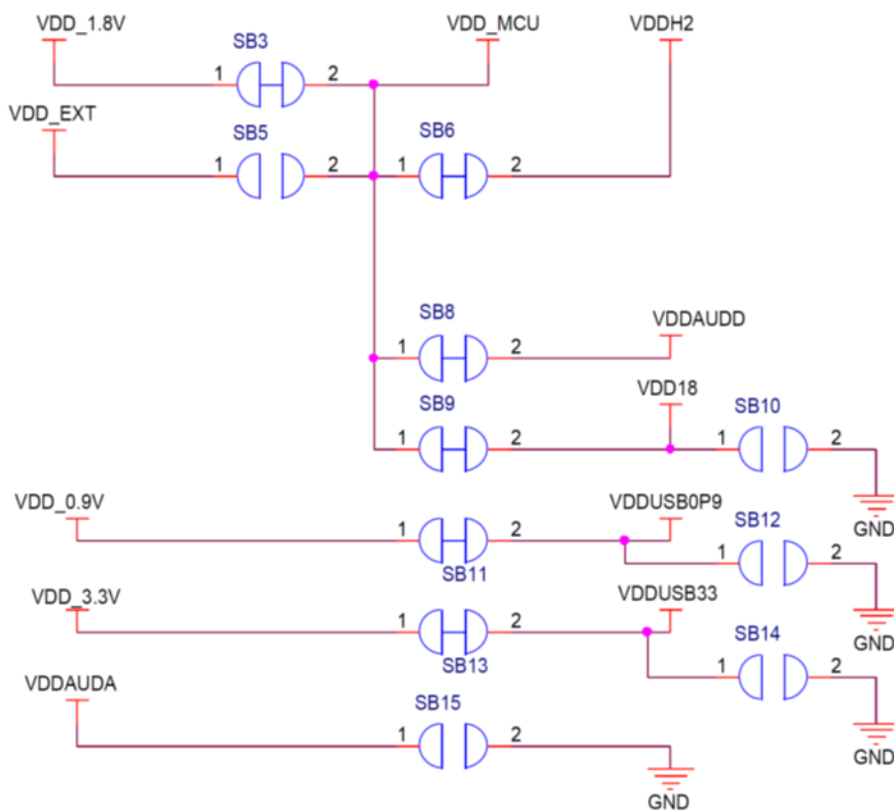 VDD_1.8V
VDD_MCU
VDDH2
SB3
1
2
VDD_EXT
SB5
SB6
1
2
1
2
SB8
VDDAUDD
1
2
SB9
VDD18
SB10
1
2
1
2
GND
VDD_0.9V
VDDUSB0P9
SB12
1
2
SB11
1
2
GND
VDD_3.3V
VDDUSB33
SB14
1
2
SB13
1
2
GND
VDDAUDA
SB15
1
2
GND